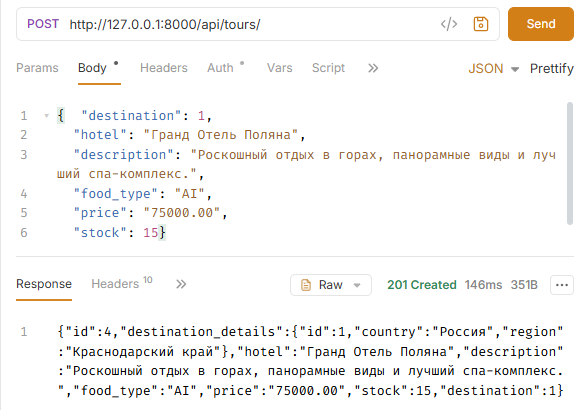 POST http://127.0.0.1:8000/api/tours/ </> Send
Params Body Headers Auth Vars Script JSON Prettify
1 { "destination": 1,
2 "hotel": "Гранд Отель Поляна",
3 "description": "Роскошный отдых в горах, панорамные виды и луч
ший спа-комплекс.",
4 "food_type": "AI",
5 "price": "75000.00",
6 "stock": 15}
Response Headers 10 Raw 201 Created 146ms 351B
1 {"id":4,"destination_details":{"id":1,"country":"Россия","region"
:"Краснодарский край"},"hotel":"Гранд Отель Поляна","description"
:"Роскошный отдых в горах, панорамные виды и лучший спа-комплекс.
","food_type":"AI","price":"75000.00","stock":15,"destination":1}